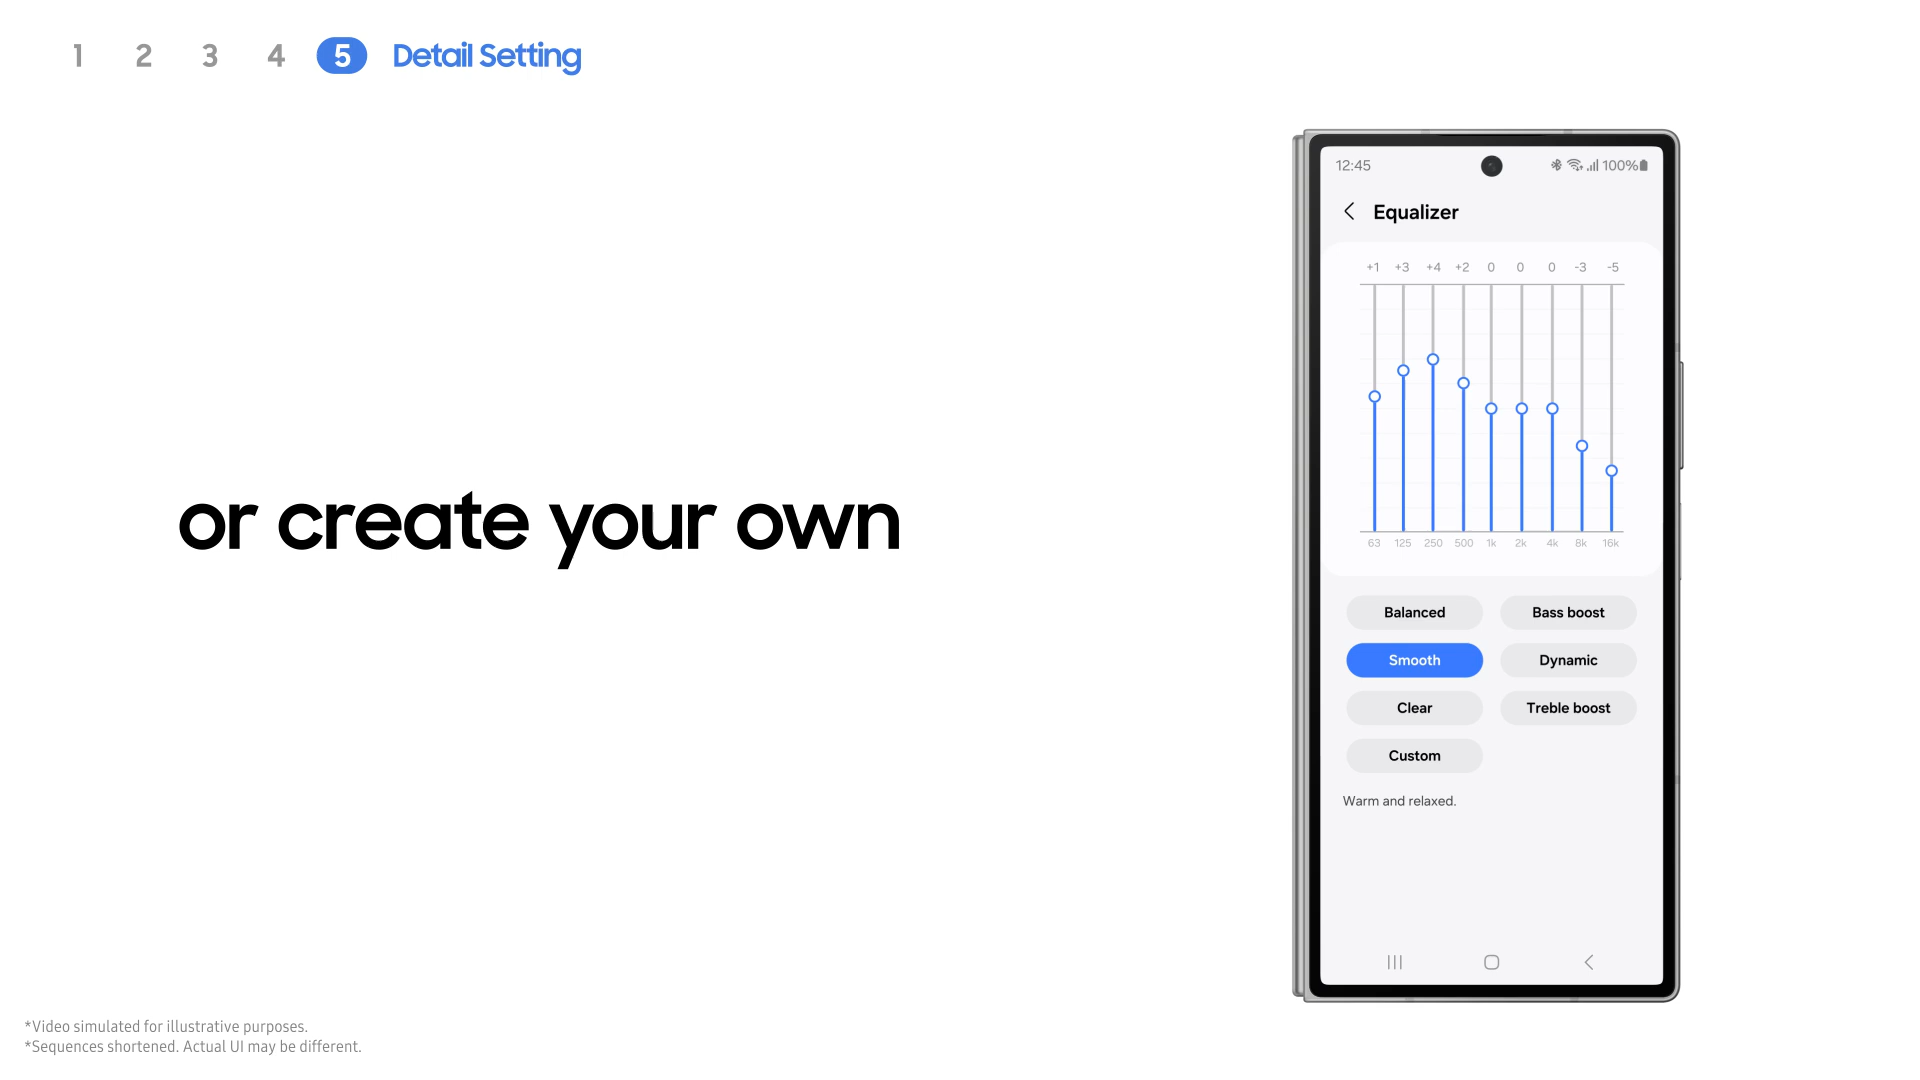 1 2 3 4 5 Detail Setting
or create your own
12:45 100%
Equalizer
+1 +3 +4 +2 0 0 0 -3 -5
63 125 250 500 1k 2k 4k 8k 16k
Balanced Bass boost
Smooth Dynamic
Clear Treble boost
Custom
Warm and relaxed.
*Video simulated for illustrative purposes.
*Sequences shortened. Actual UI may be different.